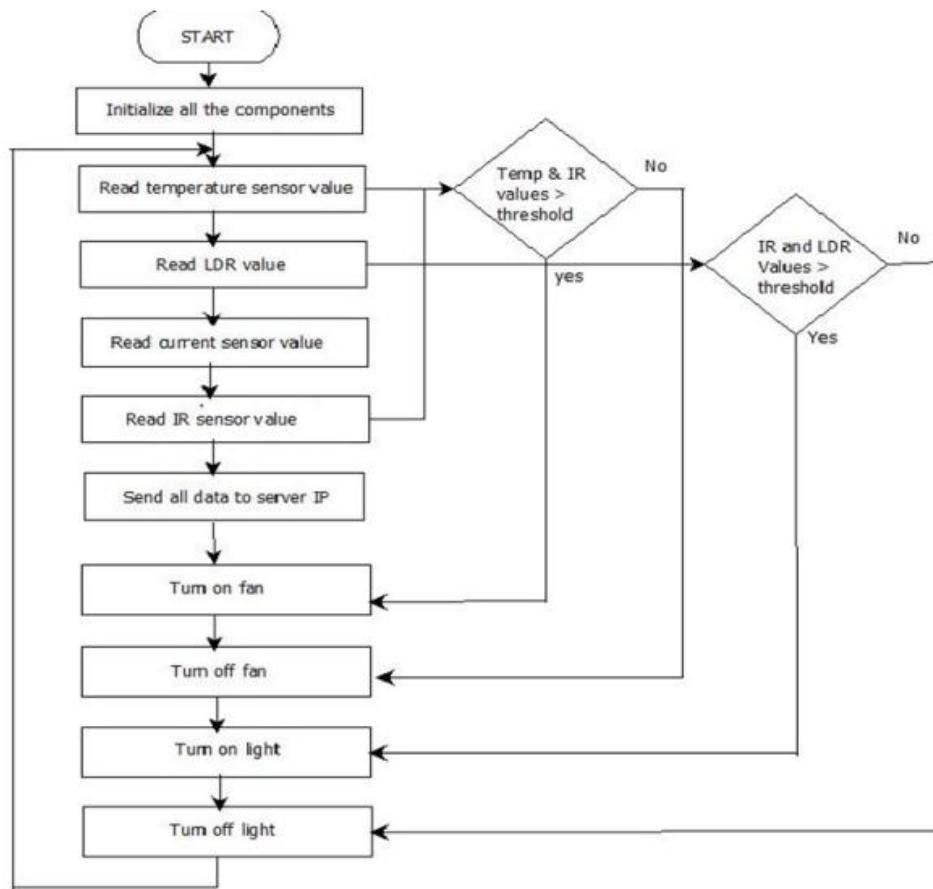 START
Initialize all the components
Read temperature sensor value
Read LDR value
Read current sensor value
Read IR sensor value
Send all data to server IP
Turn on fan
Turn off fan
Turn on light
Turn off light
Temp & IR
values >
threshold
No
yes
IR and LDR
Values >
threshold
No
Yes